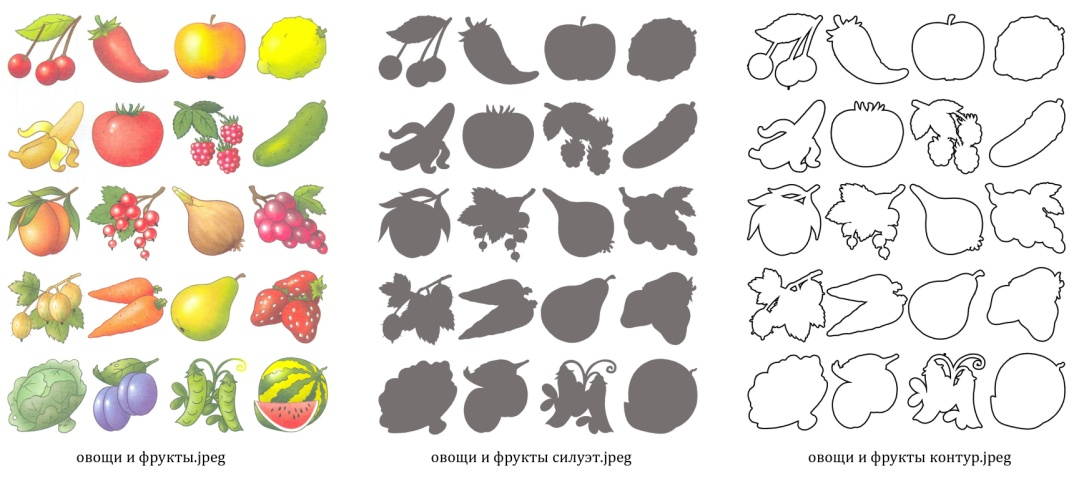 овощи и фрукты.jpeg
овощи и фрукты силуэт.jpeg
овощи и фрукты контур.jpeg